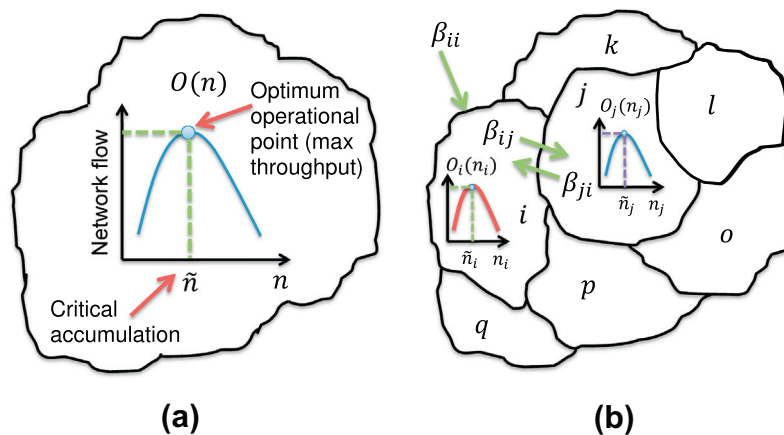 O(n)
Optimum
operational
point (max
throughput)
Network flow
ñ
n
Critical
accumulation
(a)
β_ii
k
j
l
O_j(n_j)
β_ij
β_ji
O_i(n_i)
i
ñ_j n_j
ñ_i n_i
o
p
q
(b)